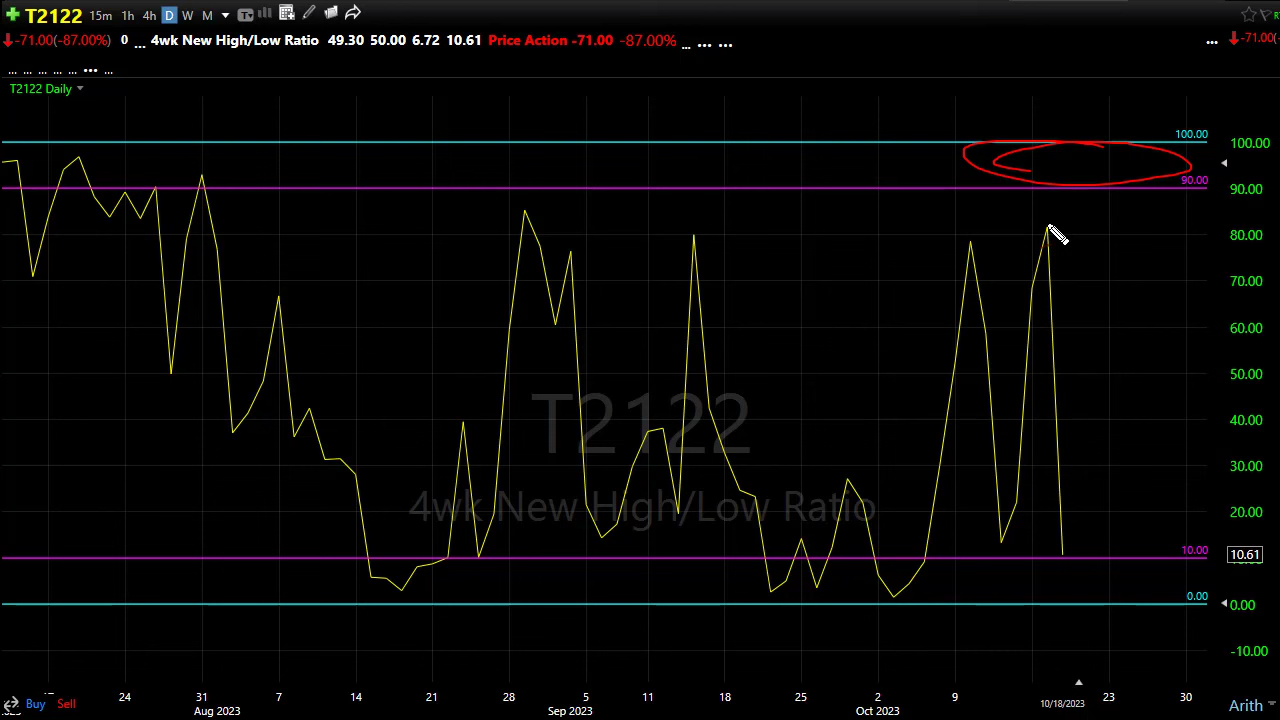 T2122 15m 1h 4h D W M
-71.00(-87.00%) 0 ... 4wk New High/Low Ratio 49.30 50.00 6.72 10.61 Price Action -71.00 -87.00% ... ... ... ... -71.00(-
... ... ... ... ... ... ...
T2122 Daily
100.00
100.00
90.00
90.00
80.00
70.00
60.00
50.00
40.00
T2122
30.00
4wk New High/Low Ratio
20.00
10.00
10.61
0.00
0.00
-10.00
24 31 7 14 21 28 5 11 18 25 2 9 23 30
Buy Sell Aug 2023 Sep 2023 Oct 2023 10/18/2023 Arith